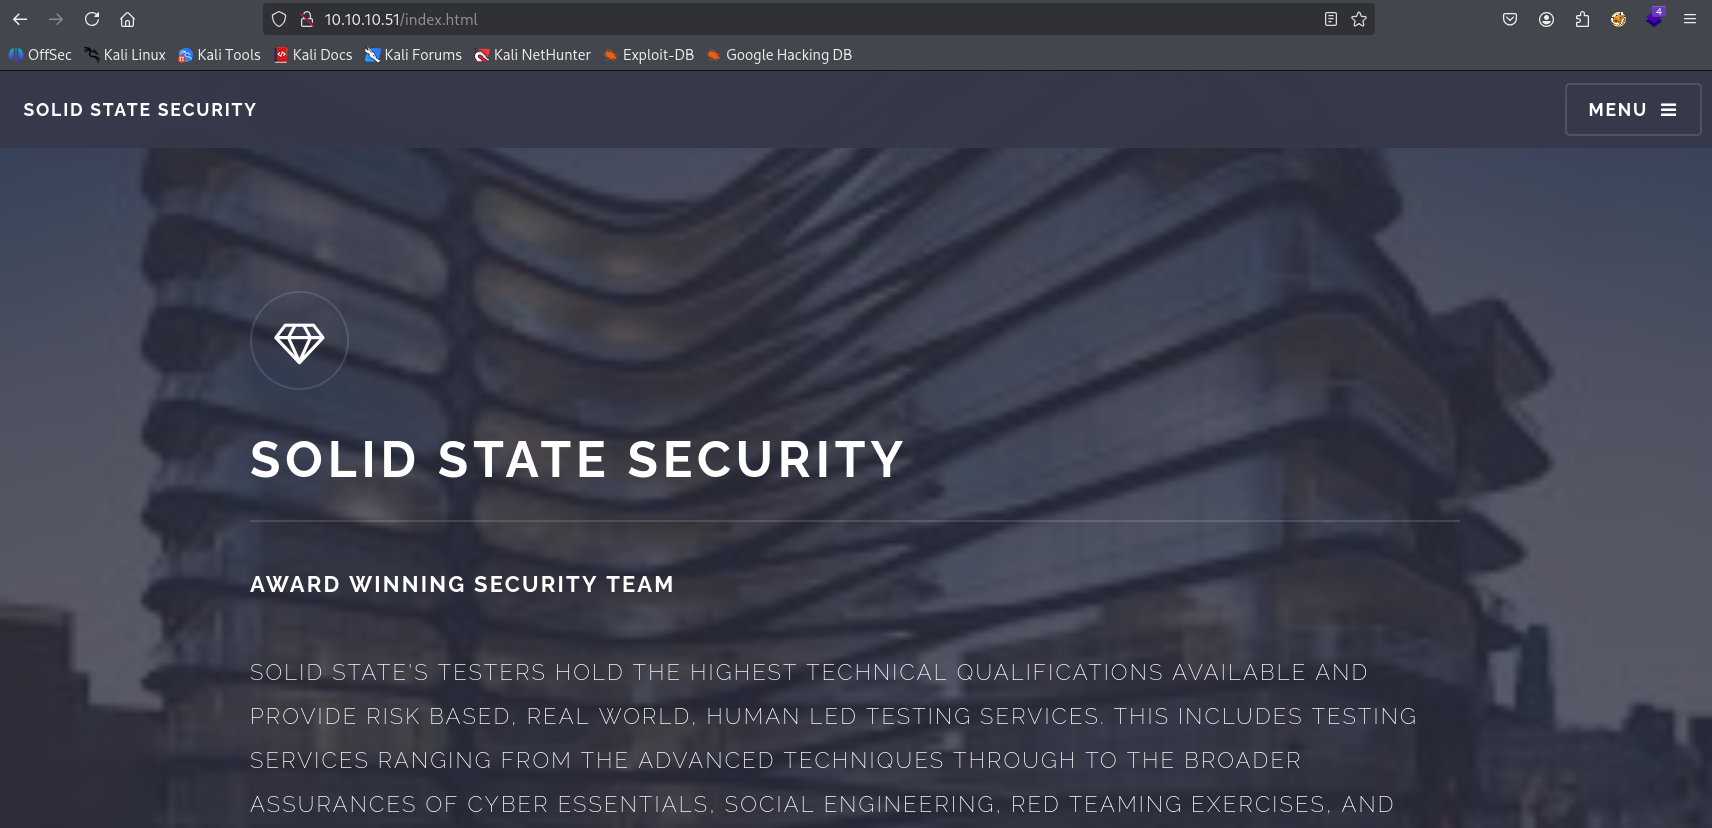 10.10.10.51/index.html
OffSec Kali Linux Kali Tools Kali Docs Kali Forums Kali NetHunter Exploit-DB Google Hacking DB
4
SOLID STATE SECURITY
MENU
SOLID STATE SECURITY
AWARD WINNING SECURITY TEAM
SOLID STATE'S TESTERS HOLD THE HIGHEST TECHNICAL QUALIFICATIONS AVAILABLE AND
PROVIDE RISK BASED, REAL WORLD, HUMAN LED TESTING SERVICES. THIS INCLUDES TESTING
SERVICES RANGING FROM THE ADVANCED TECHNIQUES THROUGH TO THE BROADER
ASSURANCES OF CYBER ESSENTIALS, SOCIAL ENGINEERING, RED TEAMING EXERCISES, AND